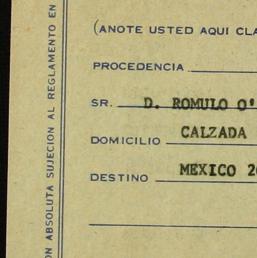 (ANOTE USTED AQUI CLA
PROCEDENCIA
SR. D. ROMULO O'
DOMICILIO CALZADA
DESTINO MEXICO 2
ON ABSOLUTA SUJECION AL REGLAMENTO EN